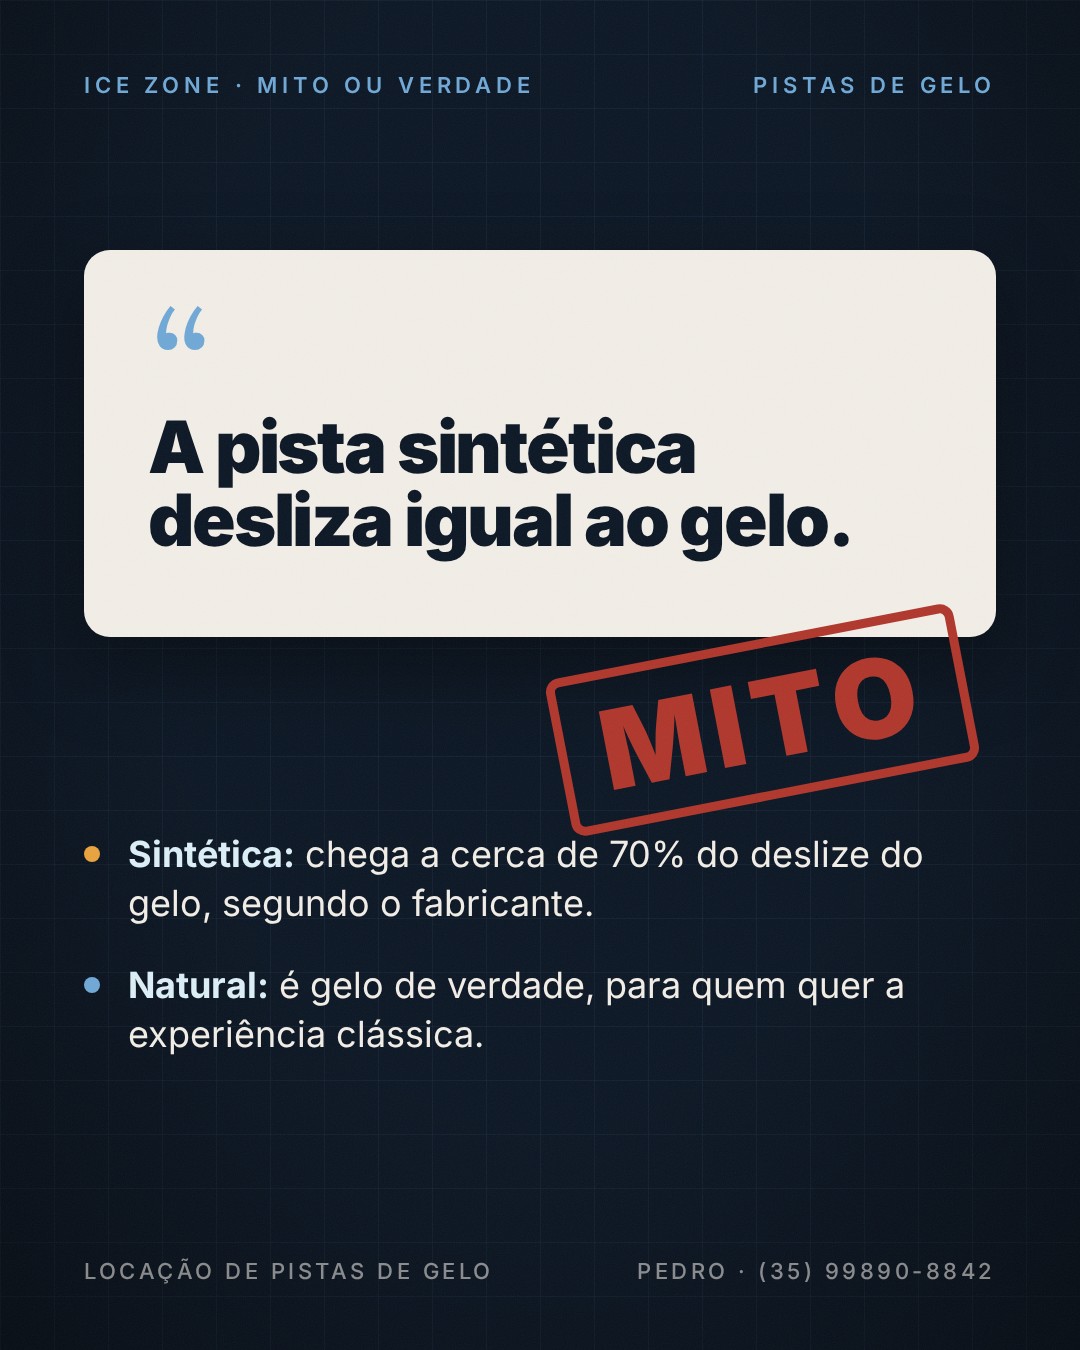 ICE ZONE · MITO OU VERDADE
PISTAS DE GELO
“
A pista sintética
desliza igual ao gelo.
MITO
Sintética: chega a cerca de 70% do deslize do
gelo, segundo o fabricante.
Natural: é gelo de verdade, para quem quer a
experiência clássica.
LOCAÇÃO DE PISTAS DE GELO
PEDRO · (35) 99890-8842